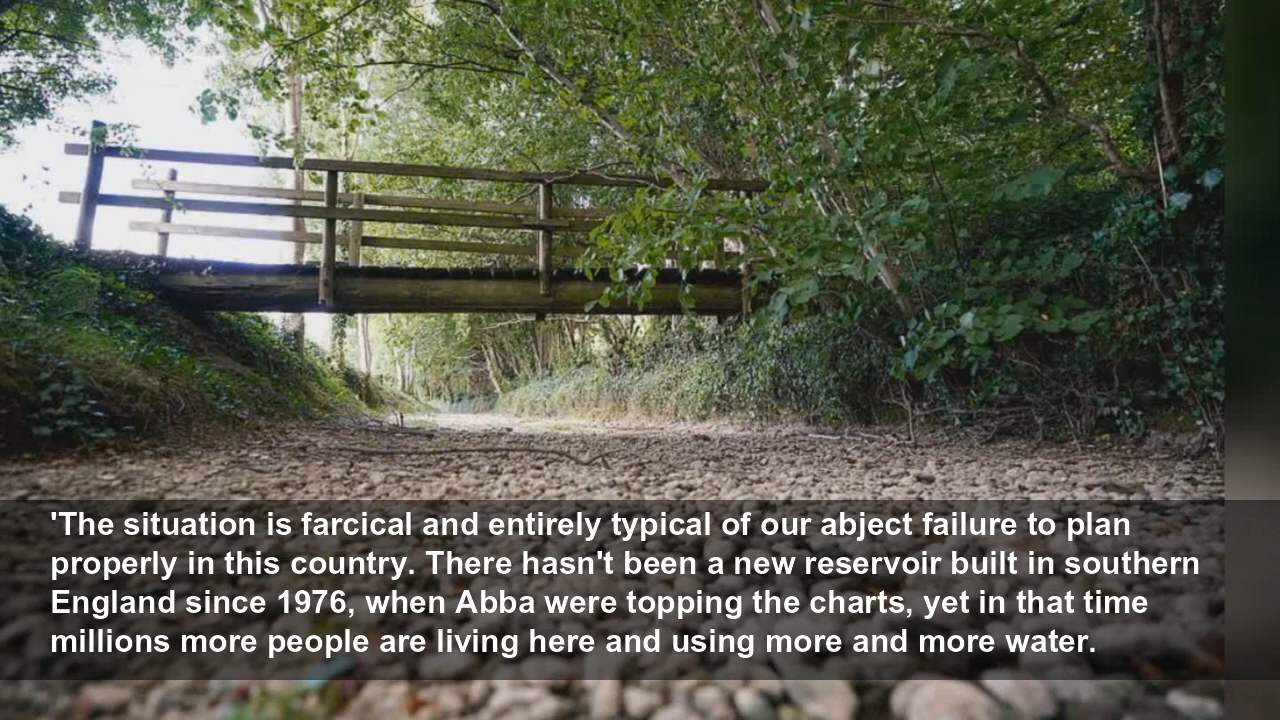 'The situation is farcical and entirely typical of our abject failure to plan
properly in this country. There hasn't been a new reservoir built in southern
England since 1976, when Abba were topping the charts, yet in that time
millions more people are living here and using more and more water.